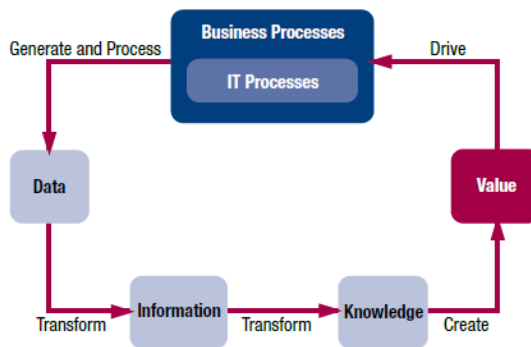 Business Processes
Generate and Process
Drive
IT Processes
Data
Value
Information
Knowledge
Transform
Transform
Create